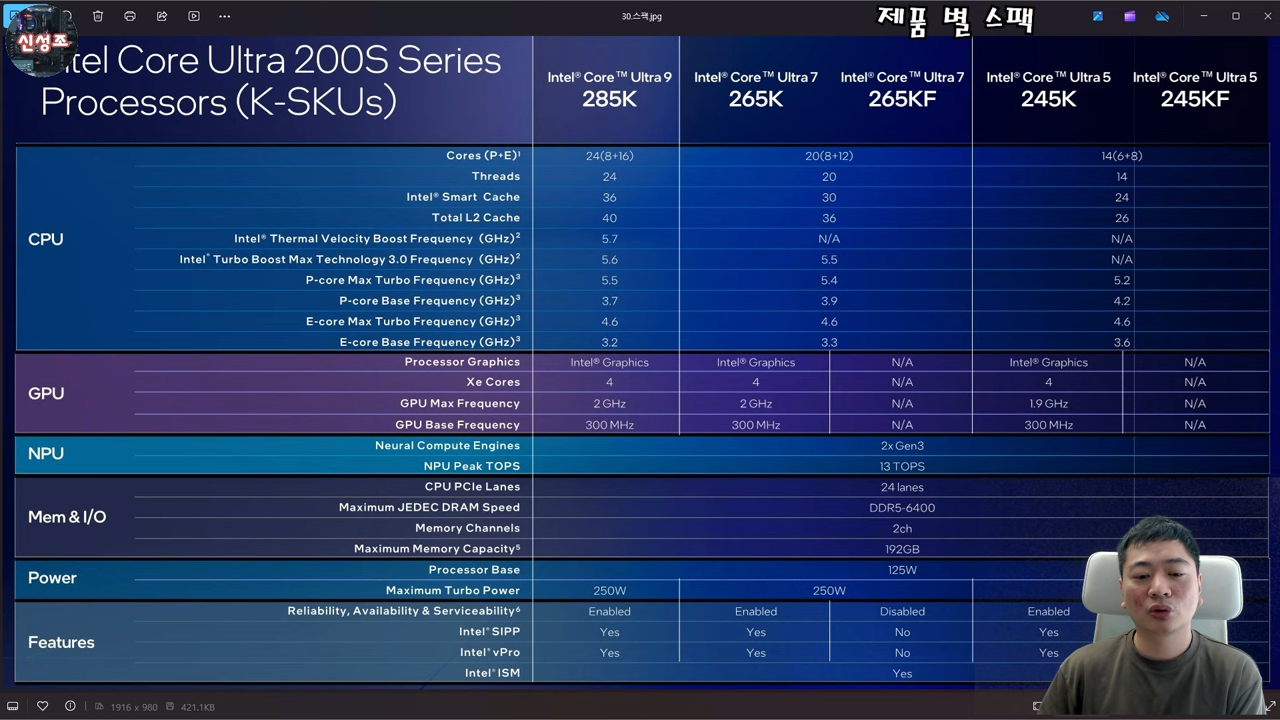 30.스팩.jpg
제품 별 스팩
신성조
Intel Core Ultra 200S Series
Processors (K-SKUs)
Intel® Core™ Ultra 9 Intel® Core™ Ultra 7 Intel® Core™ Ultra 7 Intel® Core™ Ultra 5 Intel® Core™ Ultra 5
285K 265K 265KF 245K 245KF
CPU
Cores (P+E)¹ 24(8+16) 20(8+12) 14(6+8)
Threads 24 20 14
Intel® Smart Cache 36 30 24
Total L2 Cache 40 36 26
Intel® Thermal Velocity Boost Frequency (GHz)² 5.7 N/A N/A
Intel® Turbo Boost Max Technology 3.0 Frequency (GHz)² 5.6 5.5 N/A
P-core Max Turbo Frequency (GHz)³ 5.5 5.4 5.2
P-core Base Frequency (GHz)³ 3.7 3.9 4.2
E-core Max Turbo Frequency (GHz)³ 4.6 4.6 4.6
E-core Base Frequency (GHz)³ 3.2 3.3 3.6
GPU
Processor Graphics Intel® Graphics Intel® Graphics N/A Intel® Graphics N/A
Xe Cores 4 4 N/A 4 N/A
GPU Max Frequency 2 GHz 2 GHz N/A 1.9 GHz N/A
GPU Base Frequency 300 MHz 300 MHz N/A 300 MHz N/A
NPU
Neural Compute Engines 2x Gen3
NPU Peak TOPS 13 TOPS
Mem & I/O
CPU PCIe Lanes 24 lanes
Maximum JEDEC DRAM Speed DDR5-6400
Memory Channels 2ch
Maximum Memory Capacity⁵ 192GB
Power
Processor Base 125W
Maximum Turbo Power 250W 250W
Features
Reliability, Availability & Serviceability⁶ Enabled Enabled Disabled Enabled
Intel® SIPP Yes Yes No Yes
Intel® vPro Yes Yes No Yes
Intel® ISM Yes
1916 x 980 421.1KB